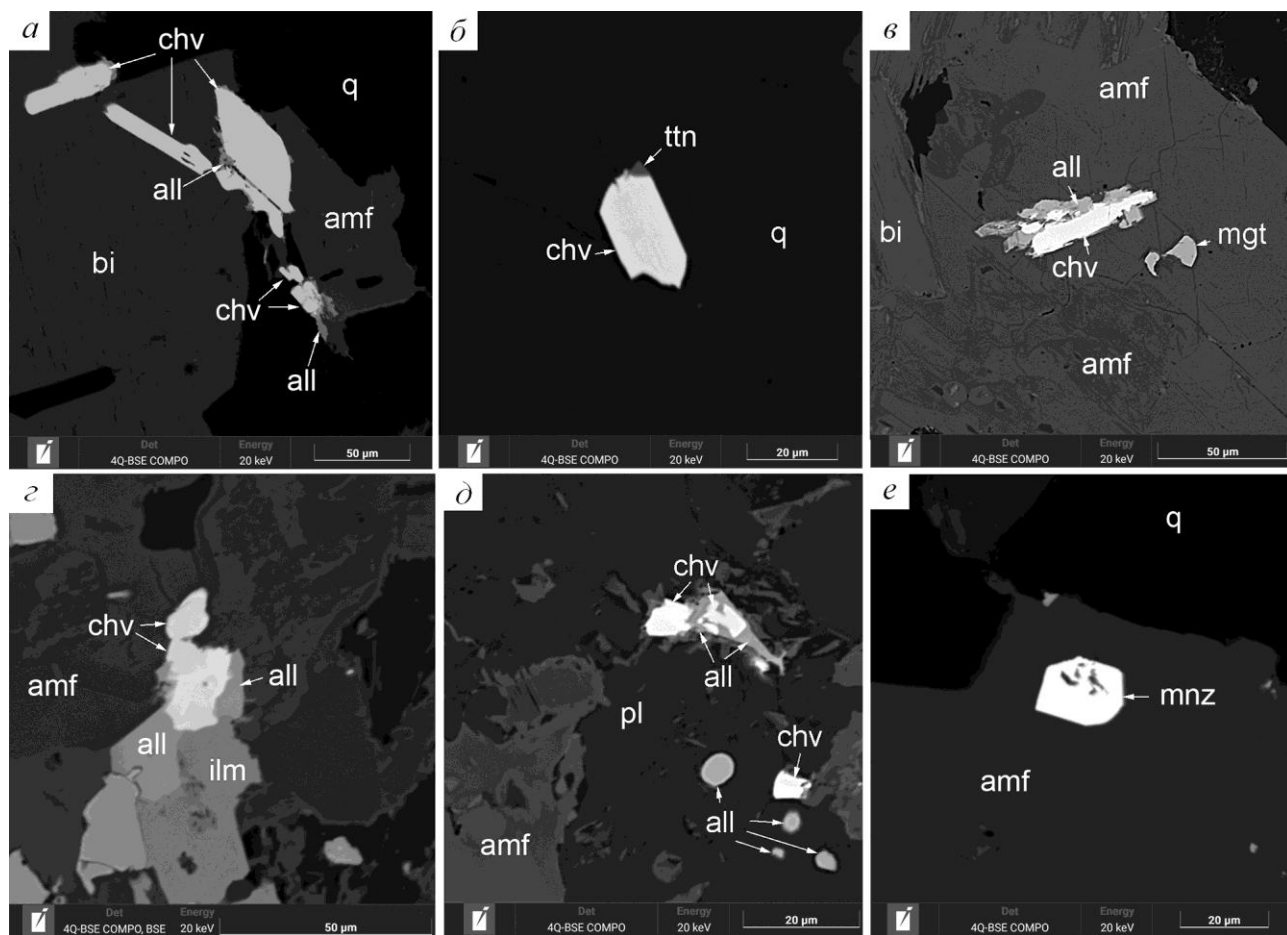 а
chv
q
all
amf
bi
chv
all
Det Energy
4Q-BSE COMPO 20 keV 50 µm
б
ttn
chv
q
Det Energy
4Q-BSE COMPO 20 keV 20 µm
в
amf
all
bi
mgt
chv
amf
Det Energy
4Q-BSE COMPO 20 keV 50 µm
г
chv
amf
all
all
ilm
Det Energy
4Q-BSE COMPO, BSE 20 keV 50 µm
д
chv
all
pl
chv
all
amf
Det Energy
4Q-BSE COMPO 20 keV 20 µm
е
q
mnz
amf
Det Energy
4Q-BSE COMPO 20 keV 20 µm